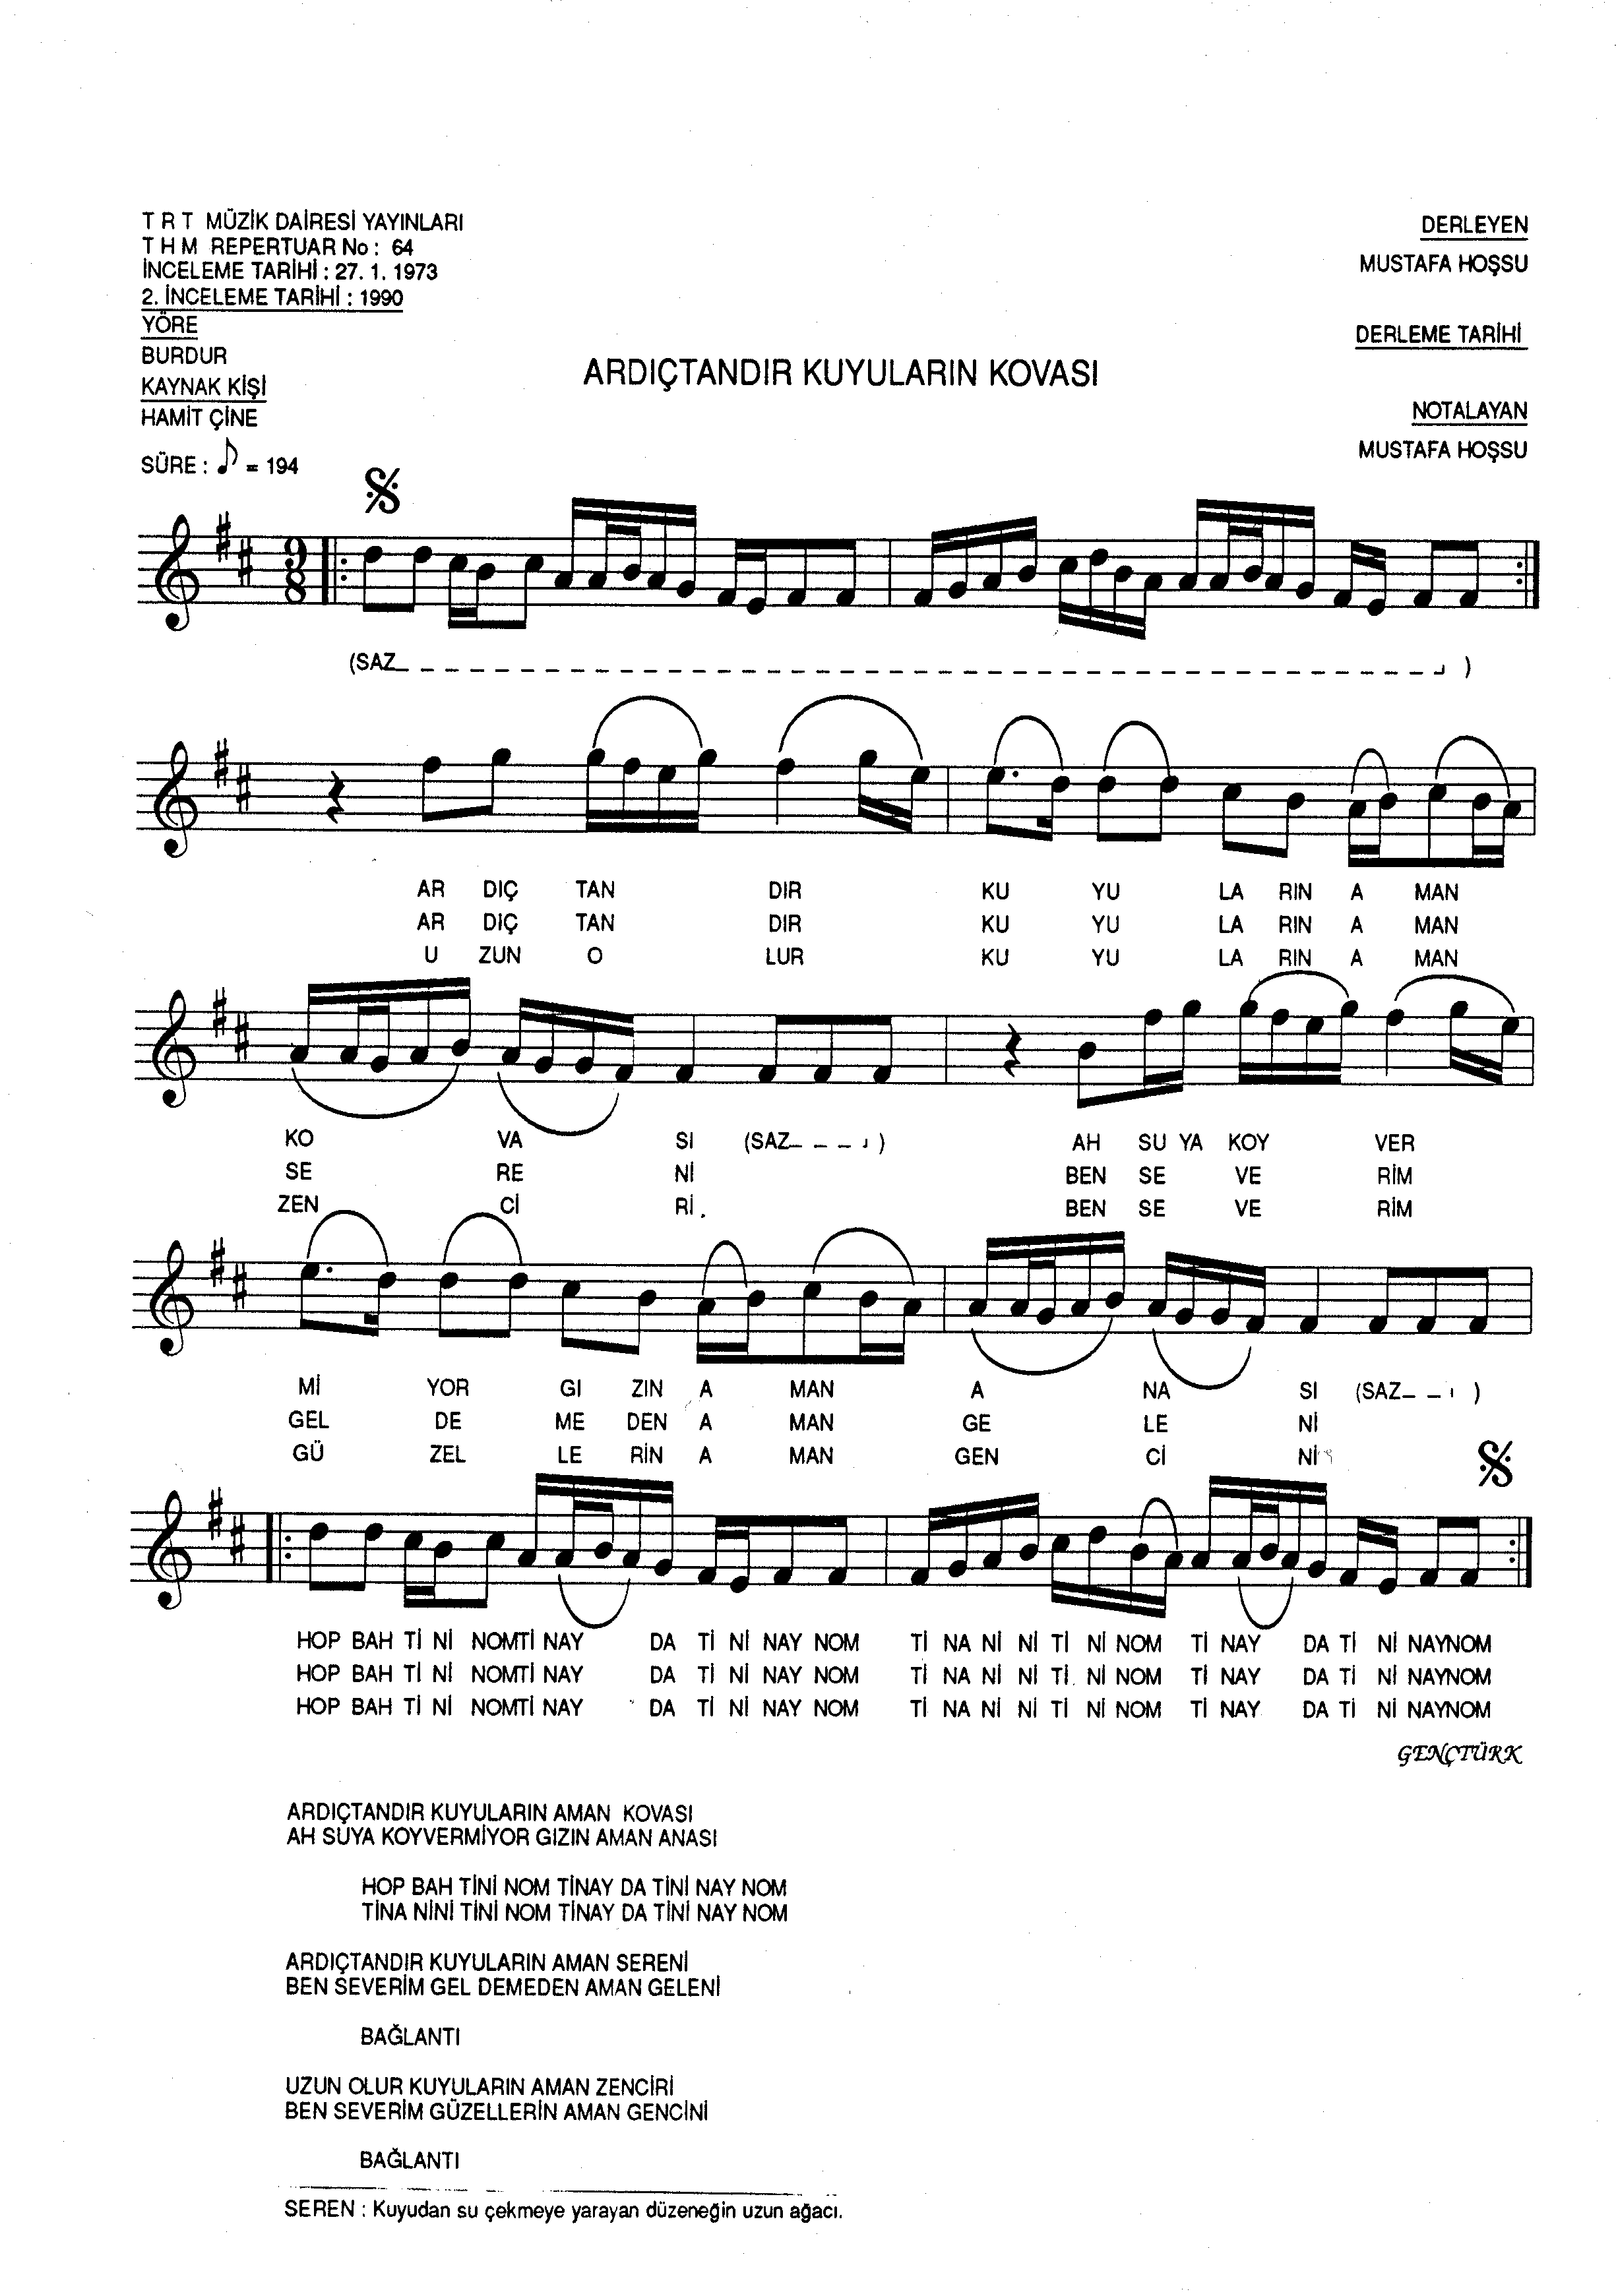 T R T MÜZİK DAİRESİ YAYINLARI
T H M REPERTUAR No : 64
İNCELEME TARİHİ : 27. 1. 1973
2. İNCELEME TARİHİ : 1990
YÖRE
BURDUR
KAYNAK KİŞİ
HAMİT ÇİNE
SÜRE : ♪ = 194
DERLEYEN
MUSTAFA HOŞSU
DERLEME TARİHİ
NOTALAYAN
MUSTAFA HOŞSU
ARDIÇTANDIR KUYULARIN KOVASI
9
8
(SAZ_ _ _ _ _ _ _ _ _ _ _ _ _ _ _ _ _ _ _ _ )
AR DIÇ TAN DIR KU YU LA RIN A MAN
AR DIÇ TAN DIR KU YU LA RIN A MAN
U ZUN O LUR KU YU LA RIN A MAN
KO VA SI (SAZ_ _ _ ) AH SU YA KOY VER
SE RE Nİ BEN SE VE RİM
ZEN Cİ Rİ . BEN SE VE RİM
Mİ YOR GI ZIN A MAN A NA SI (SAZ_ _ )
GEL DE ME DEN A MAN GE LE Nİ
GÜ ZEL LE RİN A MAN GEN Cİ Nİ
HOP BAH Tİ Nİ NOMTİ NAY DA Tİ Nİ NAY NOM Tİ NA Nİ Nİ Tİ Nİ NOM Tİ NAY DA Tİ Nİ NAYNOM
HOP BAH Tİ Nİ NOMTİ NAY DA Tİ Nİ NAY NOM Tİ NA Nİ Nİ Tİ Nİ NOM Tİ NAY DA Tİ Nİ NAYNOM
HOP BAH Tİ Nİ NOMTİ NAY DA Tİ Nİ NAY NOM Tİ NA Nİ Nİ Tİ Nİ NOM Tİ NAY DA Tİ Nİ NAYNOM
GENÇTÜRK
ARDIÇTANDIR KUYULARIN AMAN KOVASI
AH SUYA KOYVERMİYOR GIZIN AMAN ANASI
HOP BAH TİNİ NOM TİNAY DA TİNİ NAY NOM
TİNA NİNİ TİNİ NOM TİNAY DA TİNİ NAY NOM
ARDIÇTANDIR KUYULARIN AMAN SERENİ
BEN SEVERİM GEL DEMEDEN AMAN GELENİ
BAĞLANTI
UZUN OLUR KUYULARIN AMAN ZENCİRİ
BEN SEVERİM GÜZELLERİN AMAN GENCİNİ
BAĞLANTI
SEREN : Kuyudan su çekmeye yarayan düzeneğin uzun ağacı.